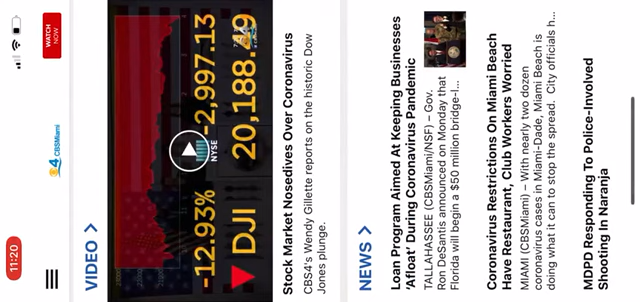 11:20
CBSMiami
WATCH
NOW
VIDEO >
-12.93% -2,997.13
NYSE
DJI 20,188.49
Stock Market Nosedives Over Coronavirus
CBS4's Wendy Gillette reports on the historic Dow
Jones plunge.
NEWS >
Loan Program Aimed At Keeping Businesses
‘Afloat’ During Coronavirus Pandemic
TALLAHASSEE (CBSMiami/NSF) – Gov.
Ron DeSantis announced on Monday that
Florida will begin a $50 million bridge-l...
Coronavirus Restrictions On Miami Beach
Have Restaurant, Club Workers Worried
MIAMI (CBSMiami) – With nearly two dozen
coronavirus cases in Miami-Dade, Miami Beach is
doing what it can to stop the spread. City officials h...
MDPD Responding To Police-Involved
Shooting In Naranja